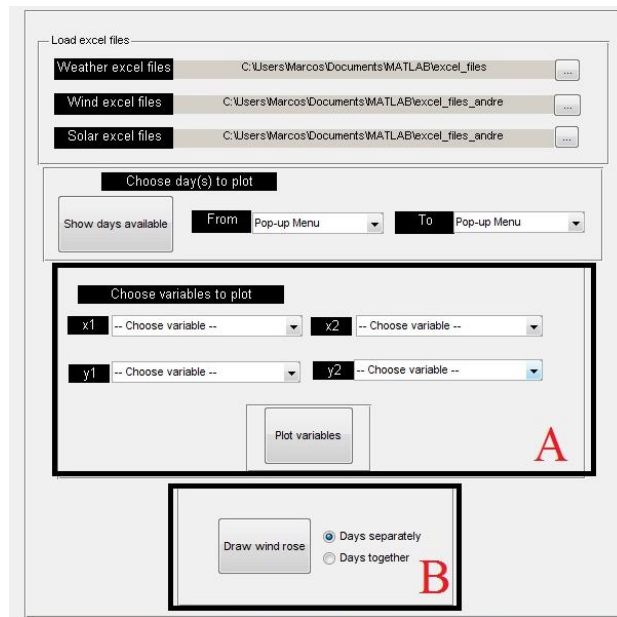 Load excel files
Weather excel files C:\Users\Marcos\Documents\MATLAB\excel_files ...
Wind excel files C:\Users\Marcos\Documents\MATLAB\excel_files_andre ...
Solar excel files C:\Users\Marcos\Documents\MATLAB\excel_files_andre ...
Choose day(s) to plot
Show days available From Pop-up Menu To Pop-up Menu
Choose variables to plot
x1 -- Choose variable -- x2 -- Choose variable --
y1 -- Choose variable -- y2 -- Choose variable --
Plot variables
A
Draw wind rose
Days separately
Days together
B